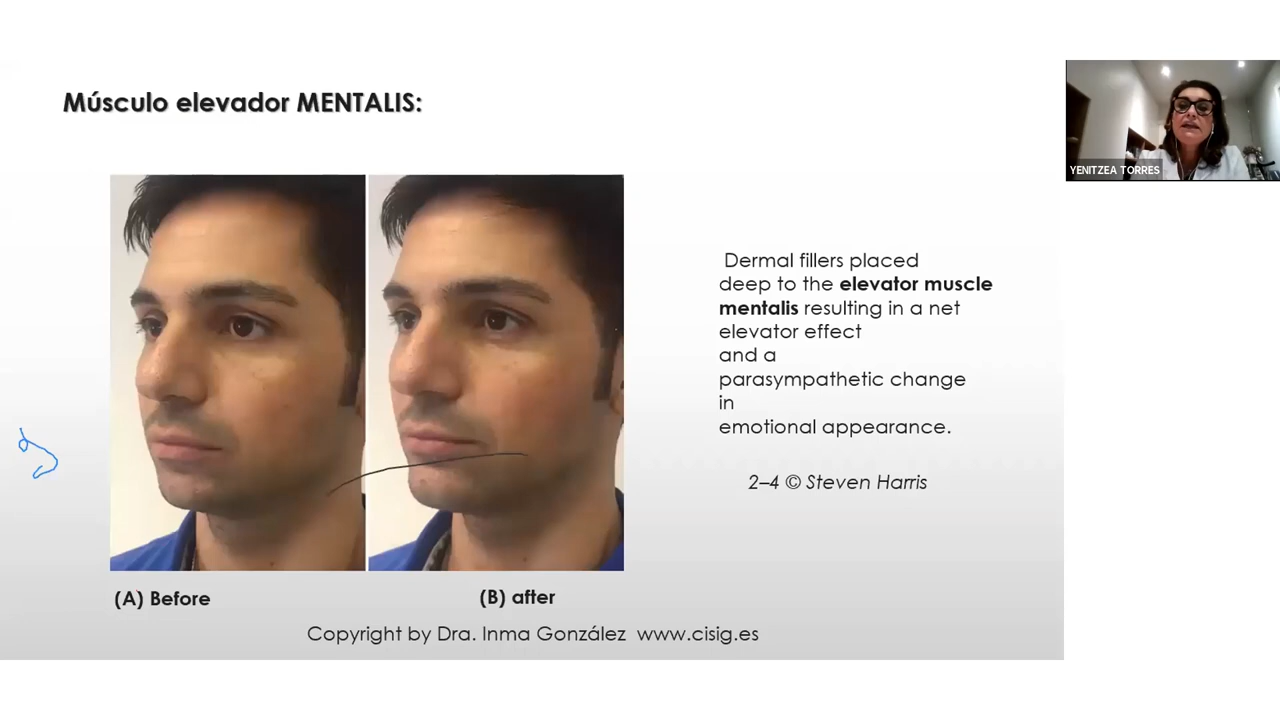 Músculo elevador MENTALIS:
YENITZEA TORRES
Dermal fillers placed
deep to the elevator muscle
mentalis resulting in a net
elevator effect
and a
parasympathetic change
in
emotional appearance.
2–4 © Steven Harris
(A) Before
(B) after
Copyright by Dra. Inma González www.cisig.es